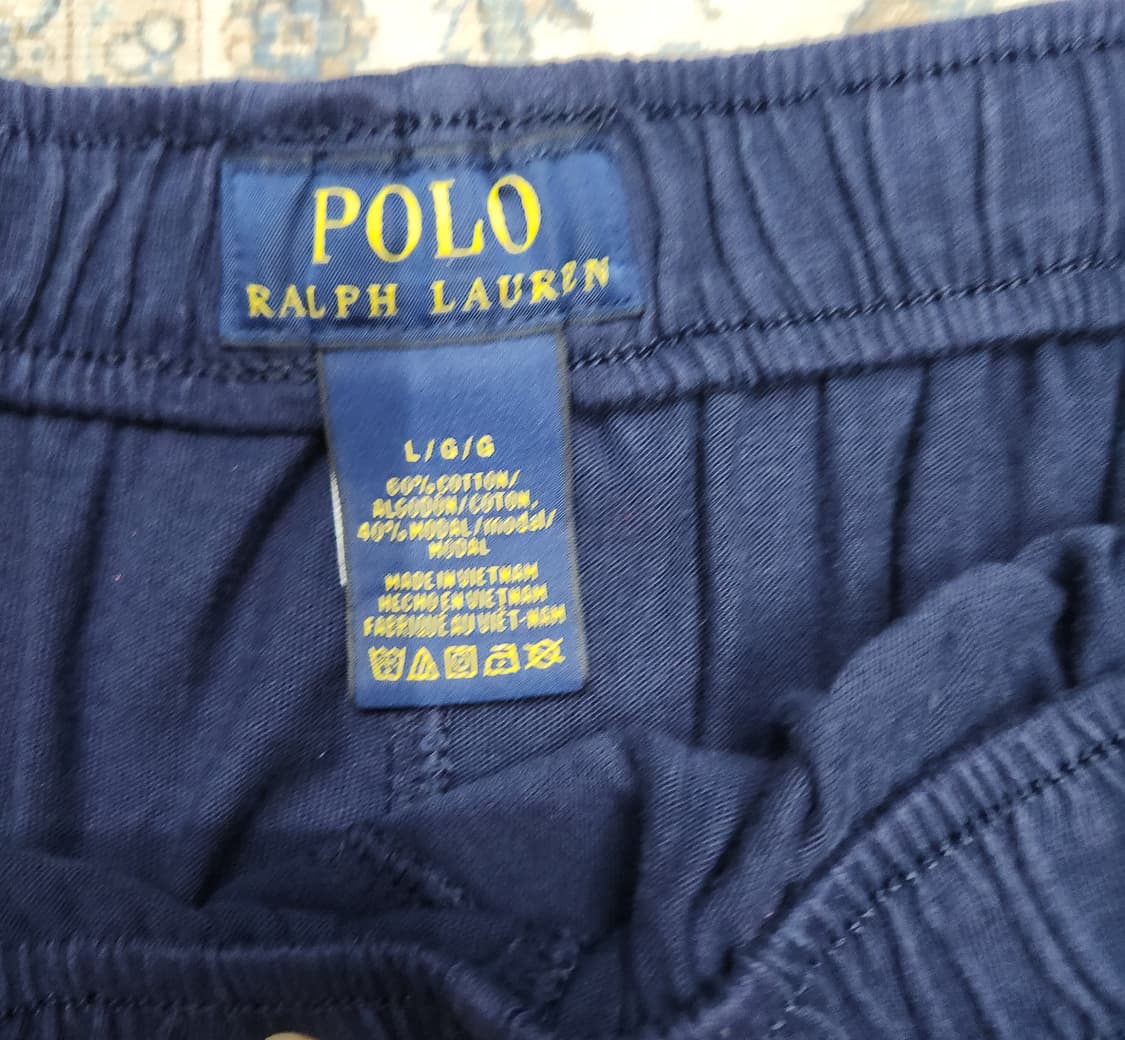 POLO
RALPH LAUREN
L/G/G
60% COTTON/
ALGODÓN/COTON,
40% MODAL/modal/
MODAL
MADE IN VIETNAM
HECHO EN VIETNAM
FABRIQUÉ AU VIÊT-NAM